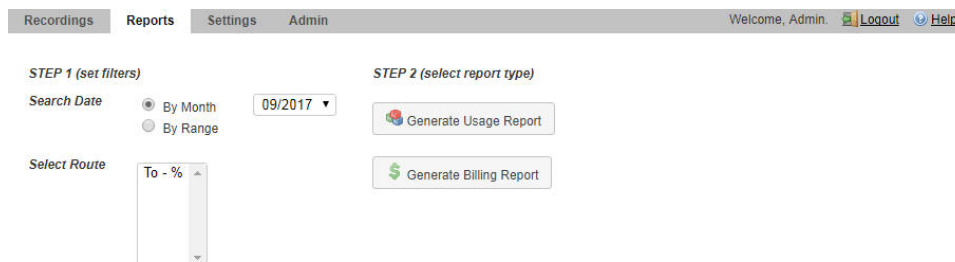 Recordings Reports Settings Admin Welcome, Admin. Logout Help
STEP 1 (set filters) STEP 2 (select report type)
Search Date By Month 09/2017
By Range
Generate Usage Report
Select Route To - %
Generate Billing Report